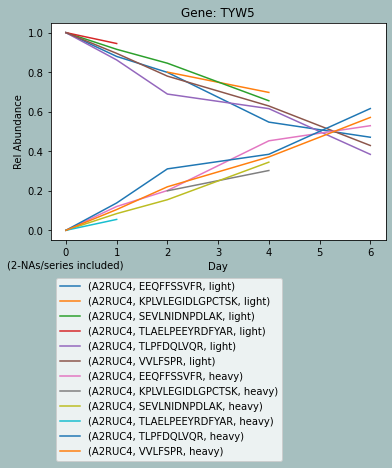 Gene: TYW5
1.0
0.8
0.6
0.4
0.2
0.0
Rel Abundance
0 1 2 3 4 5 6
Day
(2-NAs/series included)
(A2RUC4, EEQFFSSVFR, light)
(A2RUC4, KPLVLEGIDLGPCTSK, light)
(A2RUC4, SEVLNIDNPDLAK, light)
(A2RUC4, TLAELPEEYRDFYAR, light)
(A2RUC4, TLPFDQLVQR, light)
(A2RUC4, VVLFSPR, light)
(A2RUC4, EEQFFSSVFR, heavy)
(A2RUC4, KPLVLEGIDLGPCTSK, heavy)
(A2RUC4, SEVLNIDNPDLAK, heavy)
(A2RUC4, TLAELPEEYRDFYAR, heavy)
(A2RUC4, TLPFDQLVQR, heavy)
(A2RUC4, VVLFSPR, heavy)